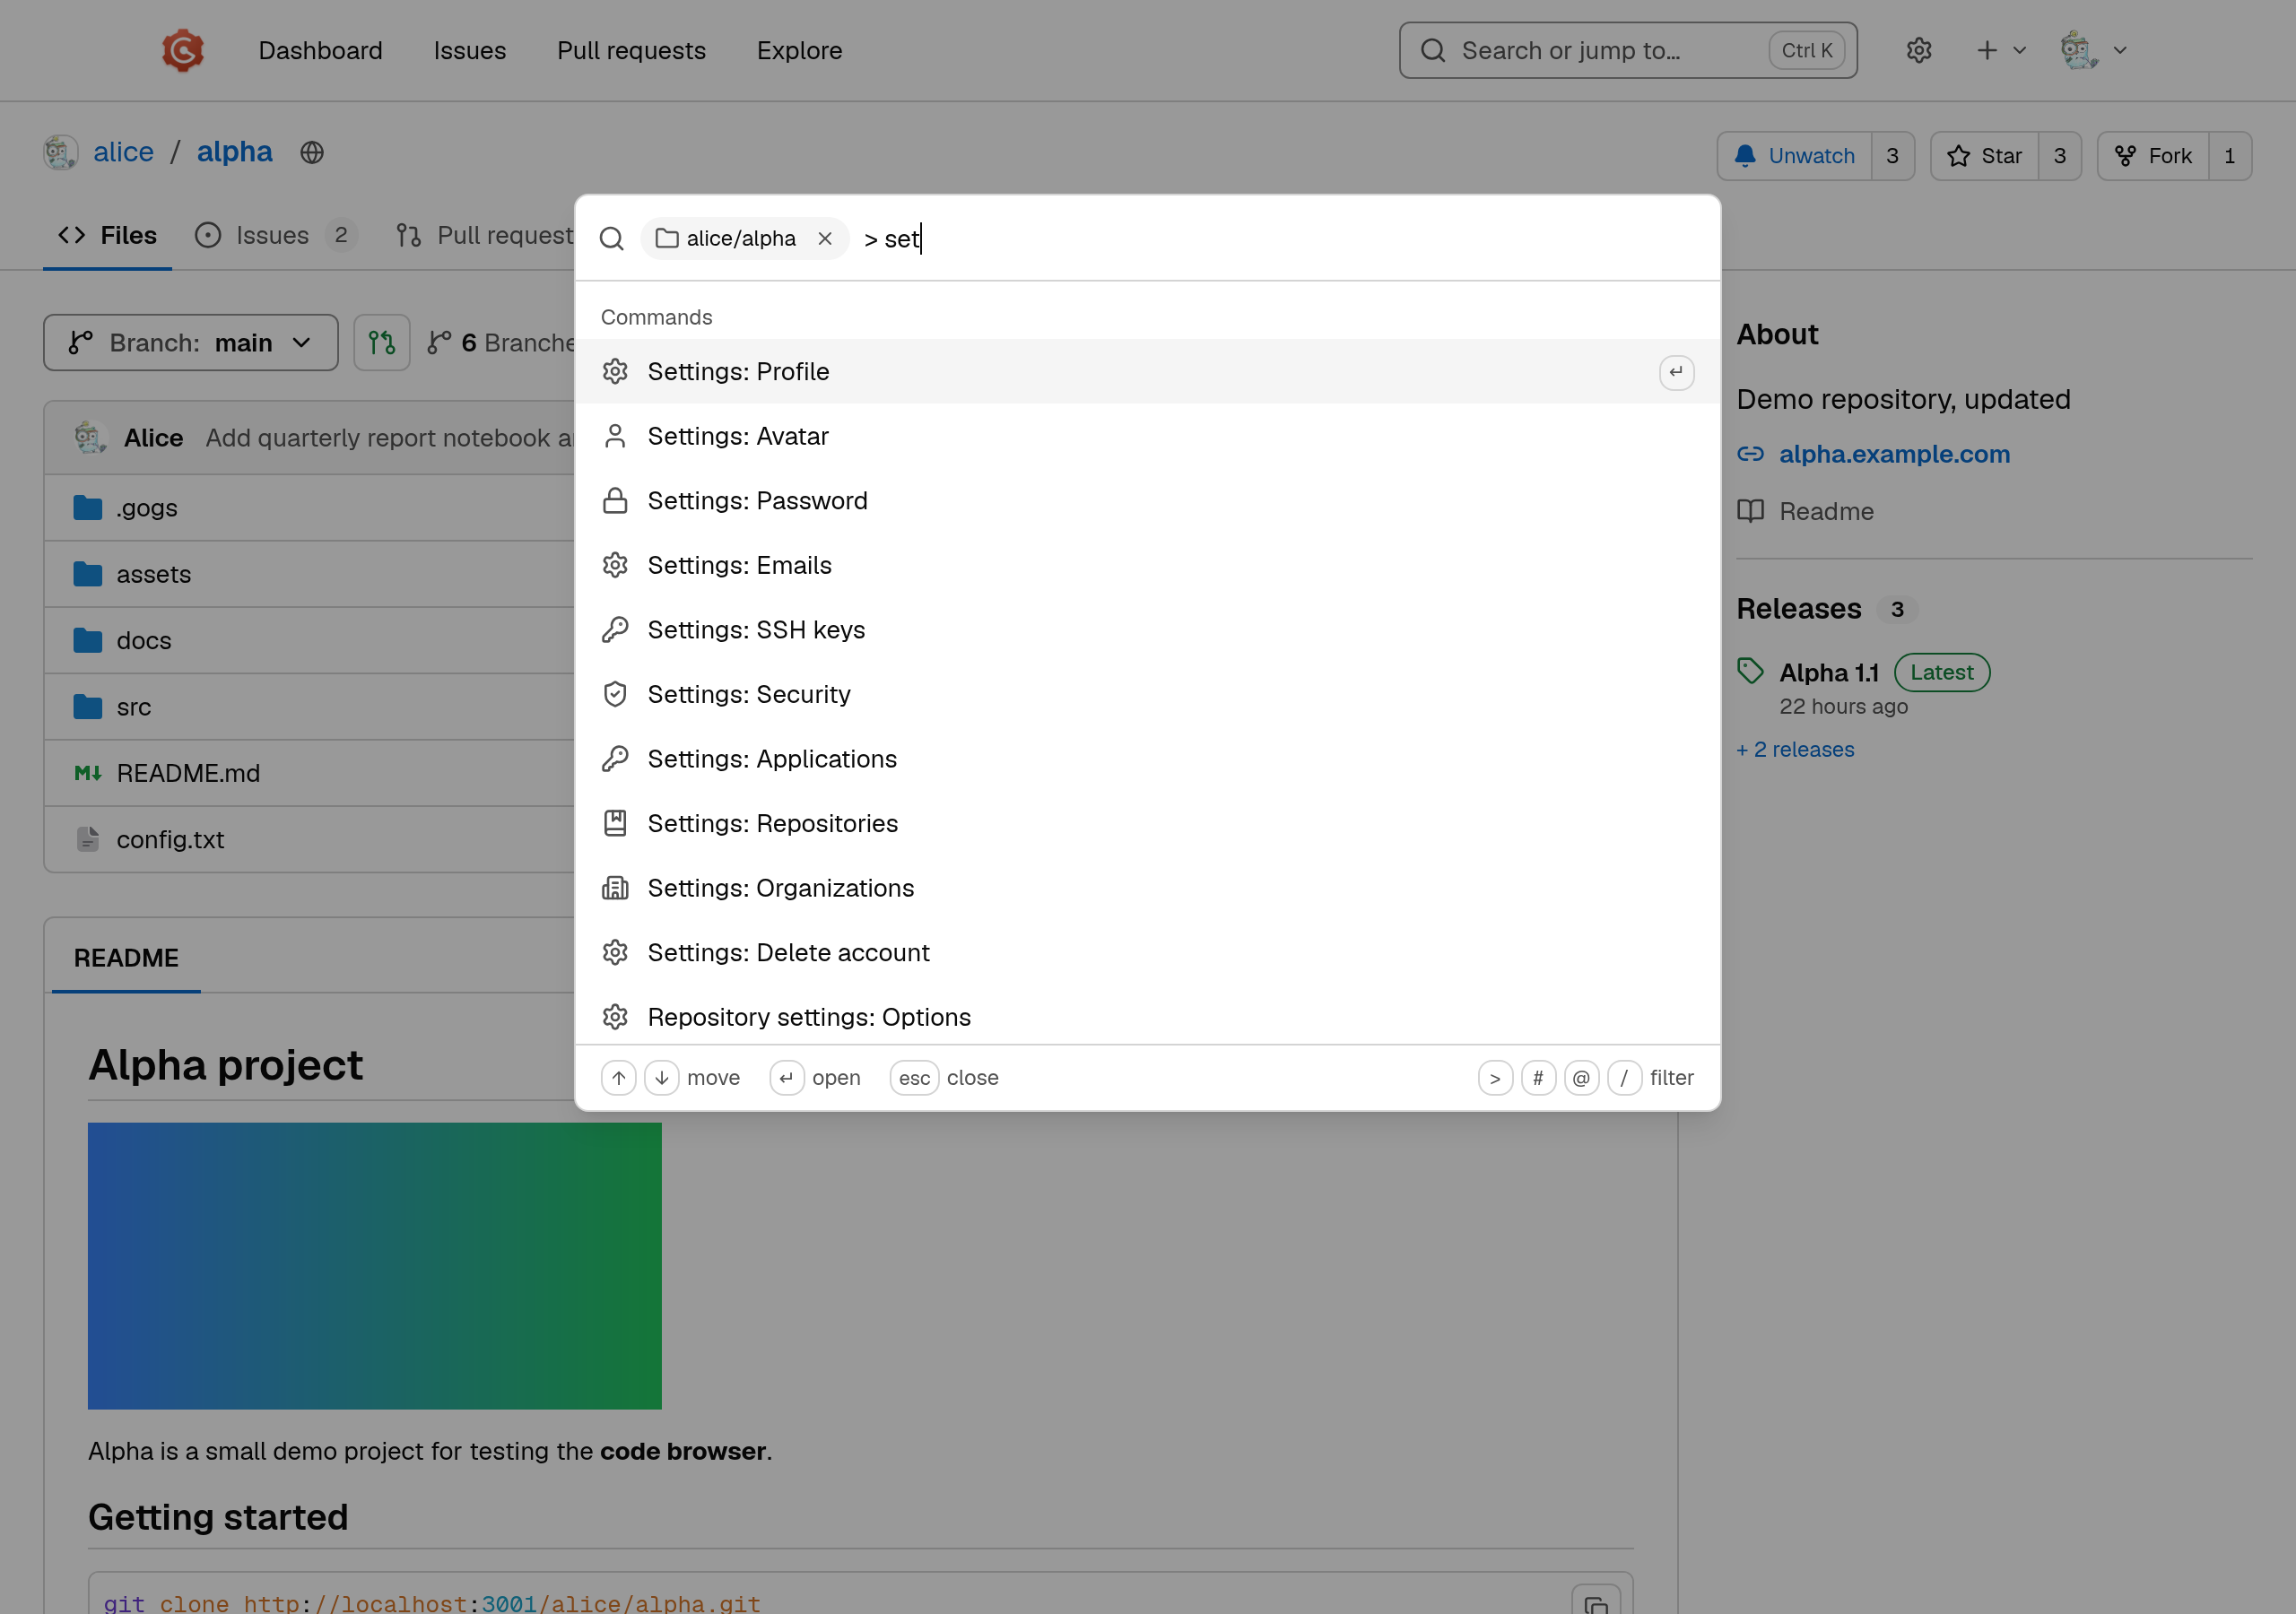 Dashboard Issues Pull requests Explore Search or jump to... Ctrl K
alice / alpha Unwatch 3 Star 3 Fork 1
Files Issues 2 Pull request
alice/alpha > set
Commands
Settings: Profile
Settings: Avatar
Settings: Password
Settings: Emails
Settings: SSH keys
Settings: Security
Settings: Applications
Settings: Repositories
Settings: Organizations
Settings: Delete account
Repository settings: Options
↑ ↓ move ↵ open esc close > # @ / filter
Branch: main 6 Branche
Alice Add quarterly report notebook
.gogs
assets
docs
src
README.md
config.txt
README
Alpha project
Alpha is a small demo project for testing the code browser.
Getting started
git clone http://localhost:3001/alice/alpha.git
About
Demo repository, updated
alpha.example.com
Readme
Releases 3
Alpha 1.1 Latest
22 hours ago
+ 2 releases